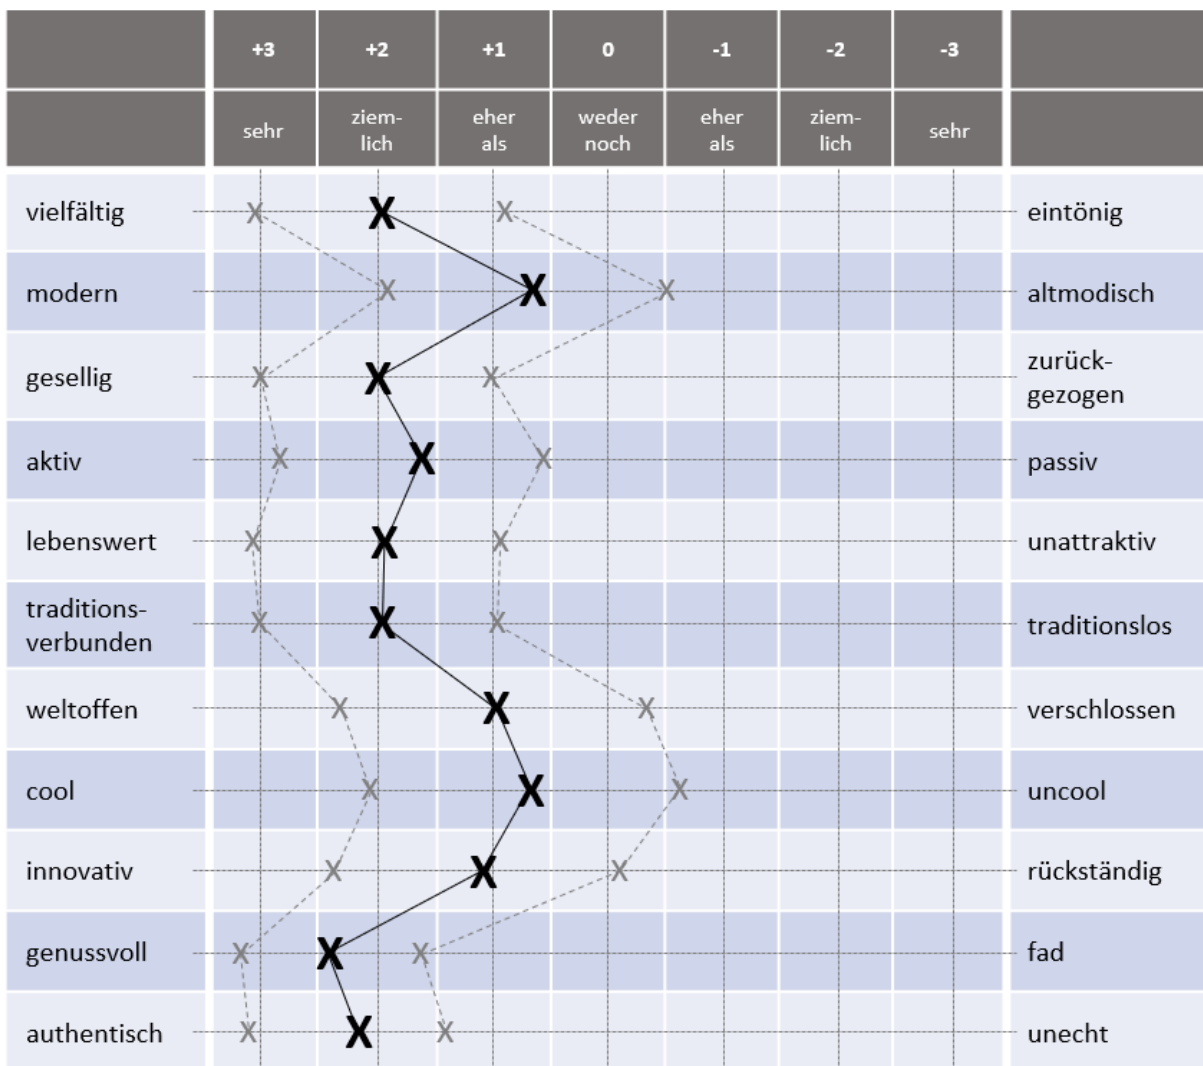 +3 +2 +1 0 -1 -2 -3
sehr ziem- eher weder eher ziem- sehr
lich als noch als lich
vielfältig eintönig
modern altmodisch
gesellig zurück-
gezogen
aktiv passiv
lebenswert unattraktiv
traditions-
verbunden traditionslos
weltoffen verschlossen
cool uncool
innovativ rückständig
genussvoll fad
authentisch unecht